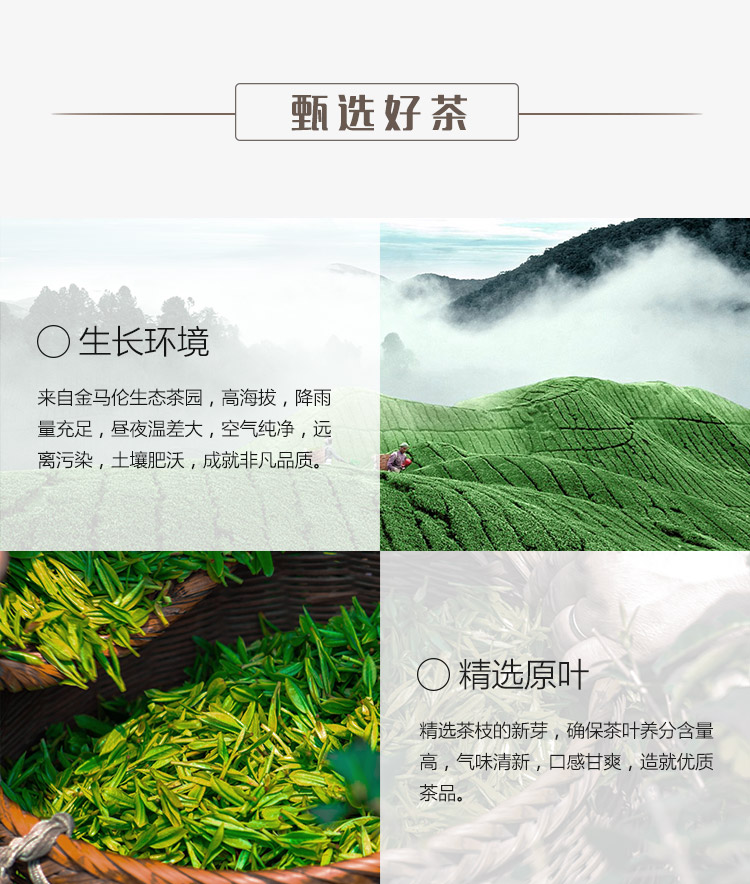 甄选好茶
生长环境
来自金马伦生态茶园，高海拔，降雨
量充足，昼夜温差大，空气纯净，远
离污染，土壤肥沃，成就非凡品质。
精选原叶
精选茶枝的新芽，确保茶叶养分含量
高，气味清新，口感甘爽，造就优质
茶品。